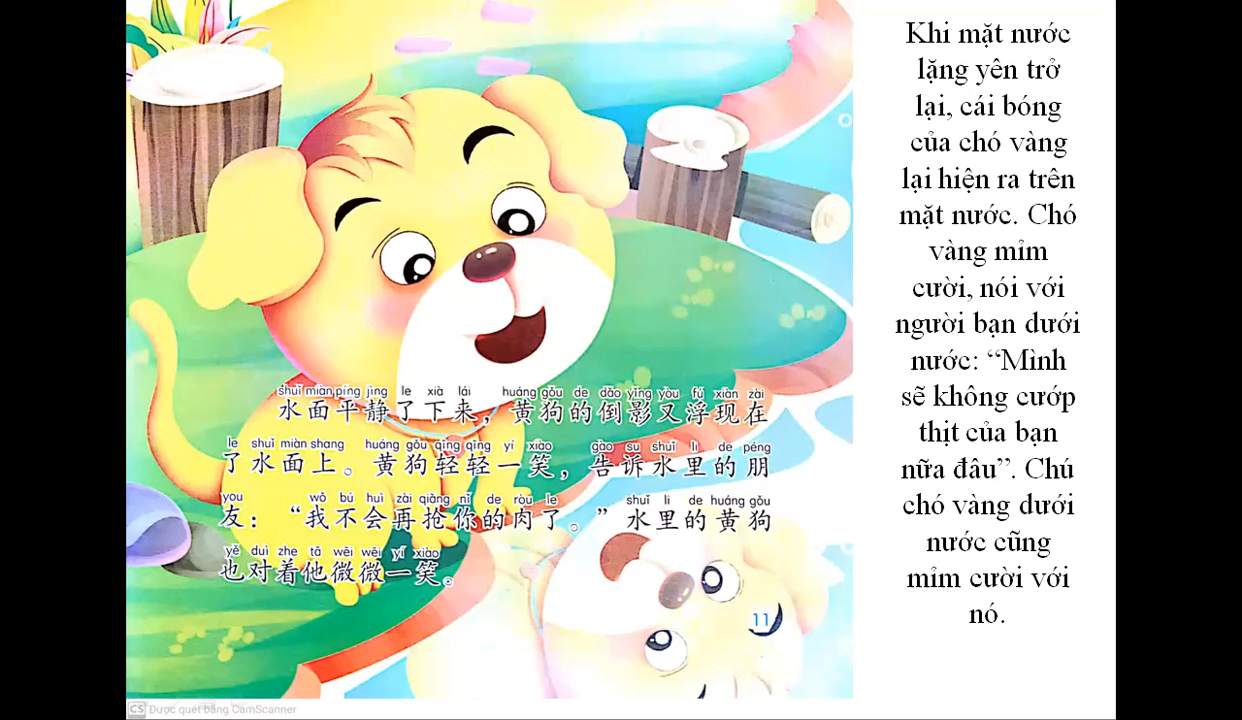 shuǐ miàn píng jìng le xià lái huáng gǒu de dǎo yǐng yòu fú xiàn zài
水面平静了下来，黄狗的倒影又浮现在
le shuǐ miàn shang huáng gǒu qīng qīng yí xiào gào su shuǐ li de péng
了水面上。黄狗轻轻一笑，告诉水里的朋
you wǒ bú huì zài qiǎng nǐ de ròu le shuǐ li de huáng gǒu
友：“我不会再抢你的肉了。”水里的黄狗
yě duì zhe tā wēi wēi yí xiào
也对着他微微一笑。
11
CS Được quét bằng CamScanner
Khi mặt nước
lặng yên trở
lại, cái bóng
của chó vàng
lại hiện ra trên
mặt nước. Chó
vàng mỉm
cười, nói với
người bạn dưới
nước: “Mình
sẽ không cướp
thịt của bạn
nữa đâu”. Chú
chó vàng dưới
nước cũng
mỉm cười với
nó.